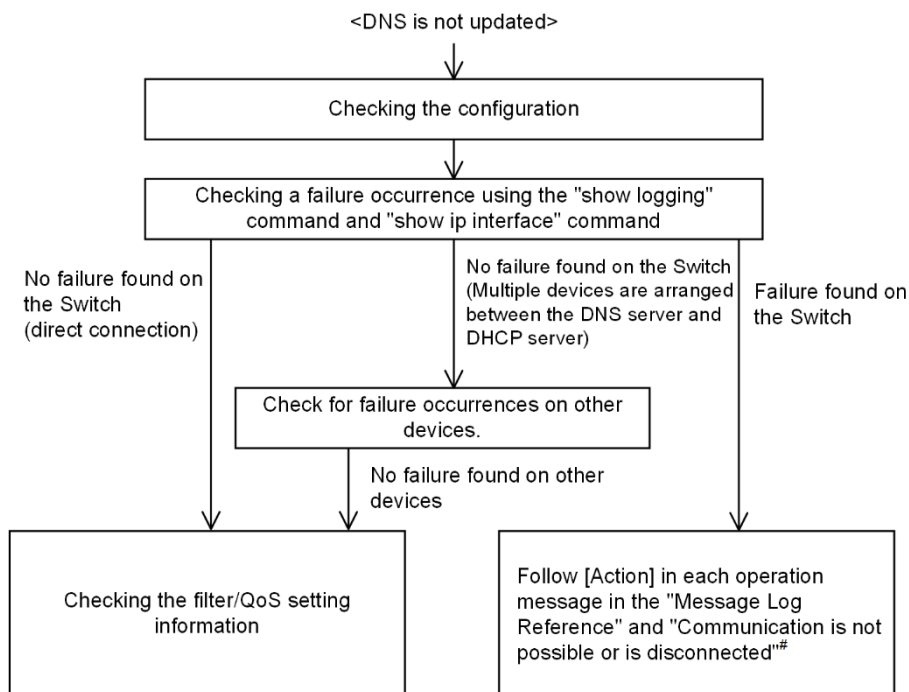 <DNS is not updated>
Checking the configuration
Checking a failure occurrence using the "show logging"
command and "show ip interface" command
No failure found on
the Switch
(direct connection)
No failure found on the Switch
(Multiple devices are arranged
between the DNS server and
DHCP server)
Failure found on
the Switch
Check for failure occurrences on other
devices.
No failure found on other
devices
Checking the filter/QoS setting
information
Follow [Action] in each operation
message in the "Message Log
Reference" and "Communication is not
possible or is disconnected"#